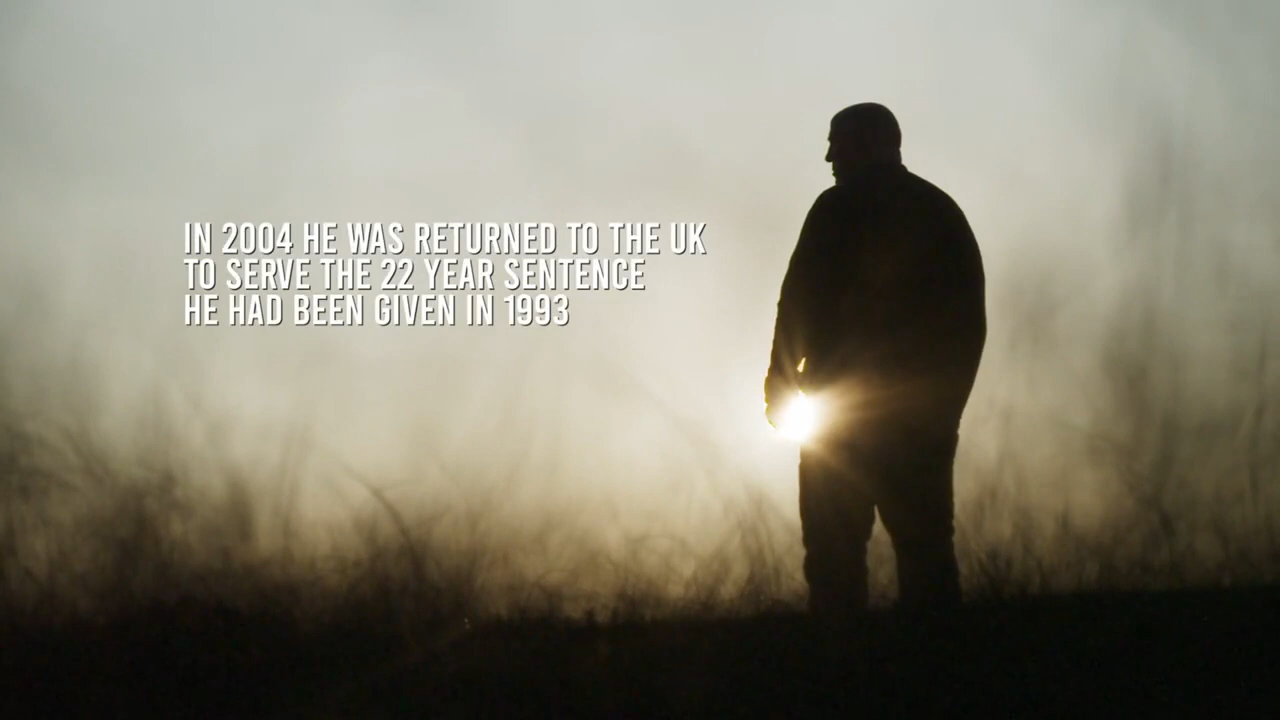 IN 2004 HE WAS RETURNED TO THE UK
TO SERVE THE 22 YEAR SENTENCE
HE HAD BEEN GIVEN IN 1993